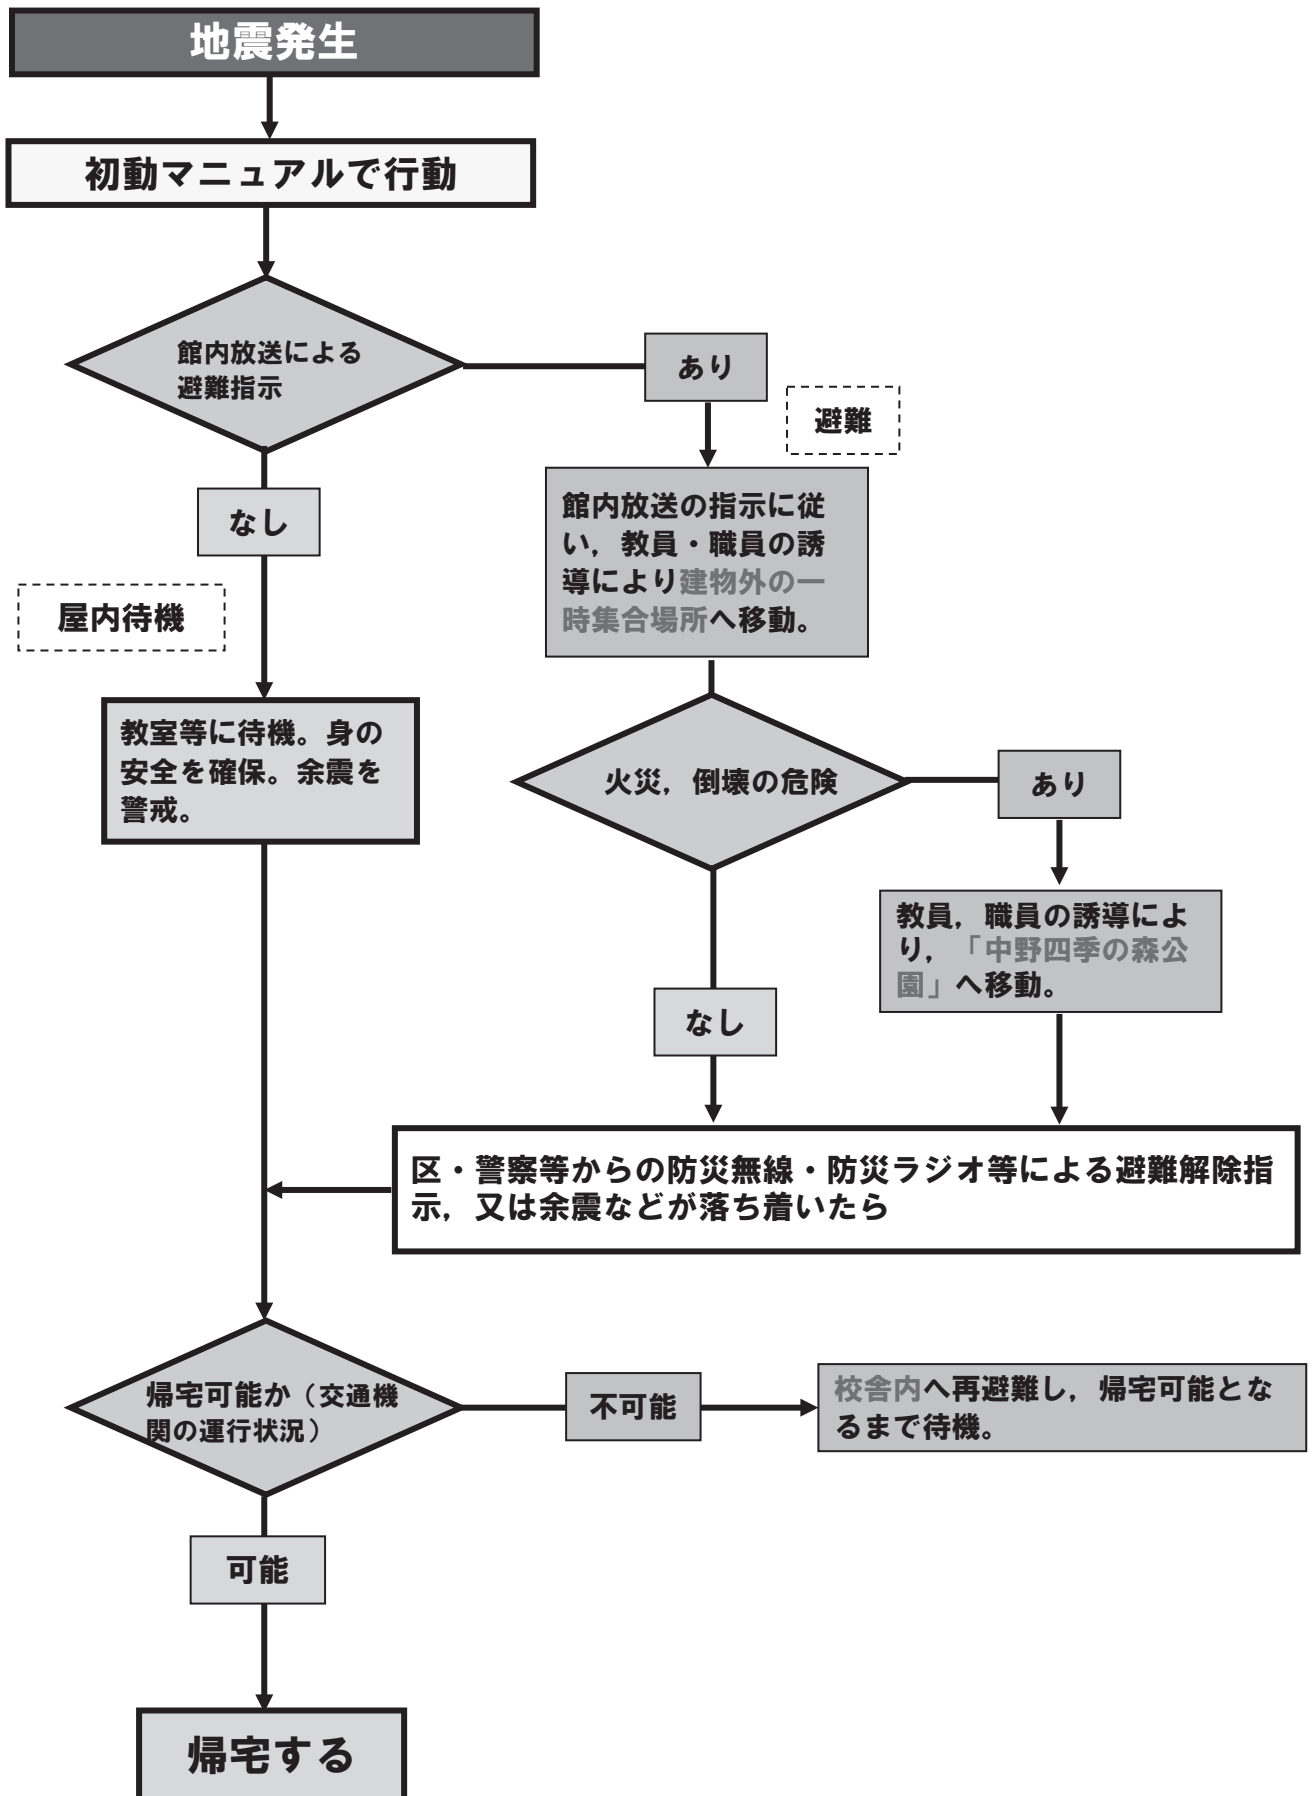 地震発生
初動マニュアルで行動
館内放送による
避難指示
あり
避難
なし
館内放送の指示に従
い，教員・職員の誘
導により建物外の一
時集合場所へ移動。
屋内待機
教室等に待機。身の
安全を確保。余震を
警戒。
火災，倒壊の危険
あり
教員，職員の誘導によ
り，「中野四季の森公
園」へ移動。
なし
区・警察等からの防災無線・防災ラジオ等による避難解除指
示，又は余震などが落ち着いたら
帰宅可能か（交通機
関の運行状況）
不可能
校舎内へ再避難し，帰宅可能とな
るまで待機。
可能
帰宅する